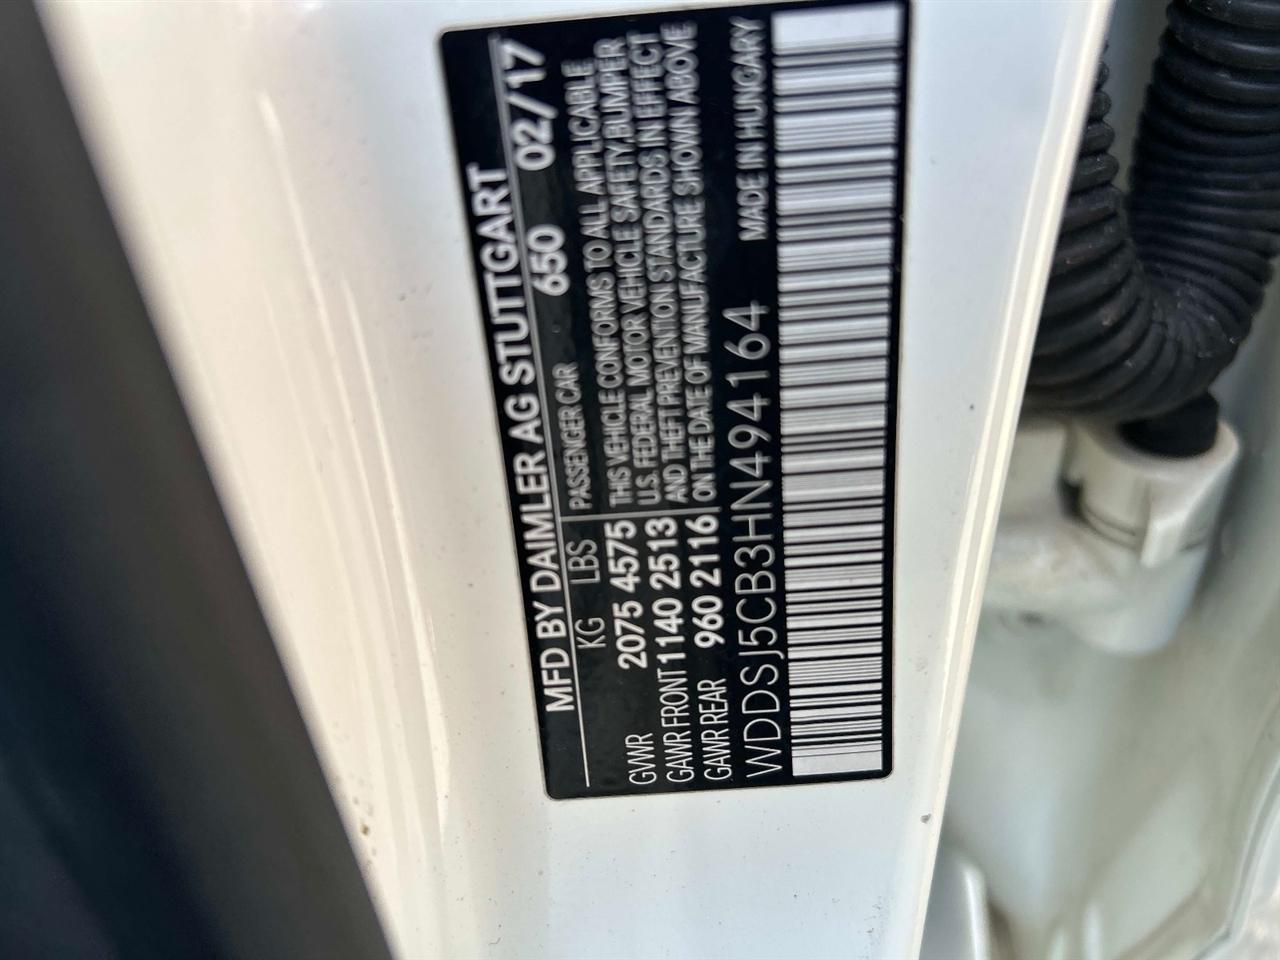 MFD BY DAIMLER AG STUTTGART 02/17
650
KG LBS
PASSENGER CAR
GVWR 2075 4575
GAWR FRONT 1140 2513
GAWR REAR 960 2116
THIS VEHICLE CONFORMS TO ALL APPLICABLE
U.S. FEDERAL MOTOR VEHICLE SAFETY,BUMPER
AND THEFT PREVENTION STANDARDS IN EFFECT
ON THE DATE OF MANUFACTURE SHOWN ABOVE
WDDSJ5CB3HN494164 MADE IN HUNGARY